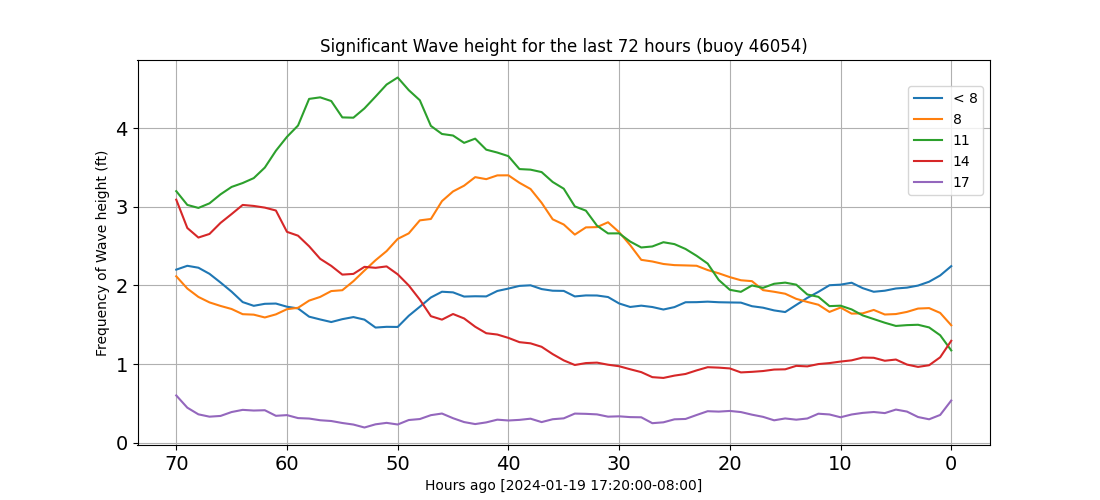 Significant Wave height for the last 72 hours (buoy 46054)
Frequency of Wave height (ft)
4
3
2
1
0
< 8
8
11
14
17
70 60 50 40 30 20 10 0
Hours ago [2024-01-19 17:20:00-08:00]